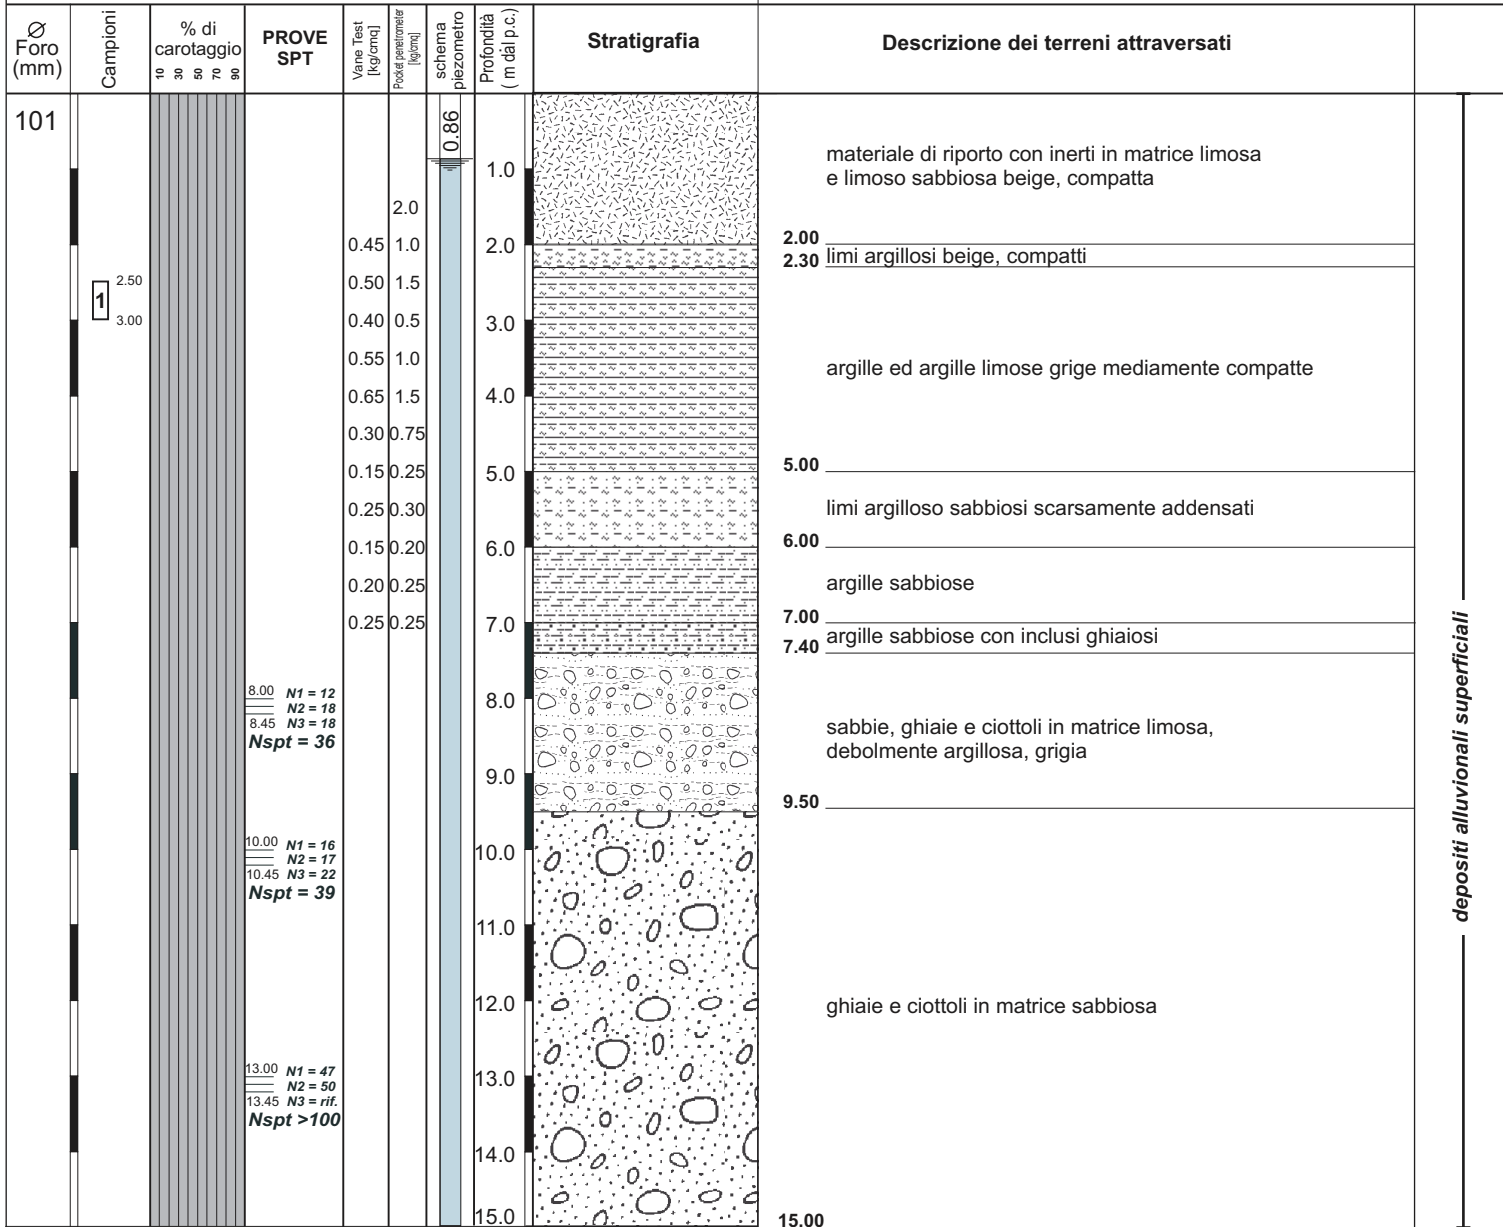 Ø
Foro
(mm)
Campioni
% di
carotaggio
10 30 50 70 90
PROVE
SPT
Vane Test
[kg/cmq]
Pocket penetrometer
[kg/cmq]
schema
piezometro
Profondità
( m dal p.c.)
Stratigrafia
Descrizione dei terreni attraversati
101
0.86
1.0
materiale di riporto con inerti in matrice limosa
e limoso sabbiosa beige, compatta
2.0
0.45 1.0
2.0
2.00
2.30 limi argillosi beige, compatti
1
2.50
3.00
0.50 1.5
0.40 0.5
3.0
0.55 1.0
argille ed argille limose grige mediamente compatte
0.65 1.5
4.0
0.30 0.75
0.15 0.25
5.0
5.00
0.25 0.30
limi argilloso sabbiosi scarsamente addensati
0.15 0.20
6.0
6.00
0.20 0.25
argille sabbiose
0.25 0.25
7.0
7.00
7.40 argille sabbiose con inclusi ghiaiosi
8.00 N1 = 12
N2 = 18
8.45 N3 = 18
Nspt = 36
8.0
sabbie, ghiaie e ciottoli in matrice limosa,
debolmente argillosa, grigia
9.0
9.50
10.00 N1 = 16
N2 = 17
10.45 N3 = 22
Nspt = 39
10.0
11.0
12.0
ghiaie e ciottoli in matrice sabbiosa
13.00 N1 = 47
N2 = 50
13.45 N3 = rif.
Nspt >100
13.0
14.0
15.0
15.00
depositi alluvionali superficiali